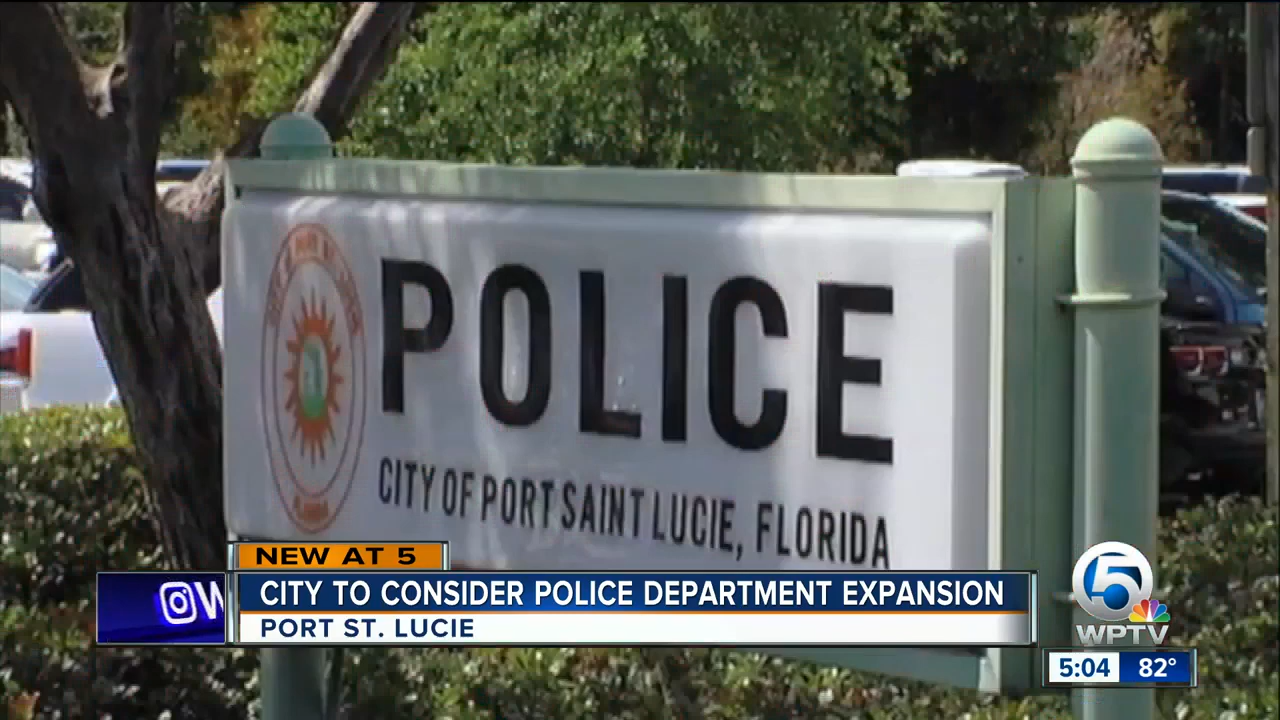 POLICE
CITY OF PORT SAINT LUCIE, FLORIDA
NEW AT 5
CITY TO CONSIDER POLICE DEPARTMENT EXPANSION
PORT ST. LUCIE
5
WPTV
5:04 82°